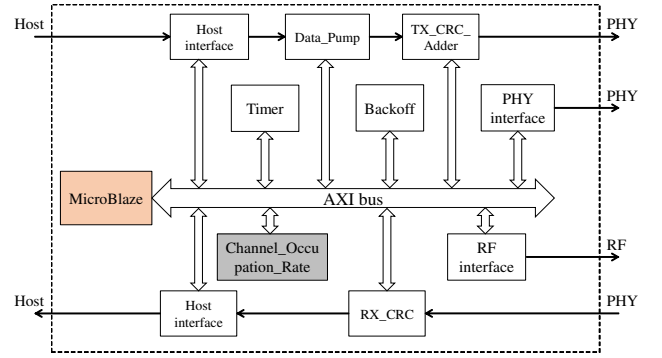 Host
Host
interface
Data_Pump
TX_CRC_
Adder
PHY
Timer
Backoff
PHY
interface
PHY
MicroBlaze
AXI bus
Channel_Occu
pation_Rate
RF
interface
RF
Host
Host
interface
RX_CRC
PHY